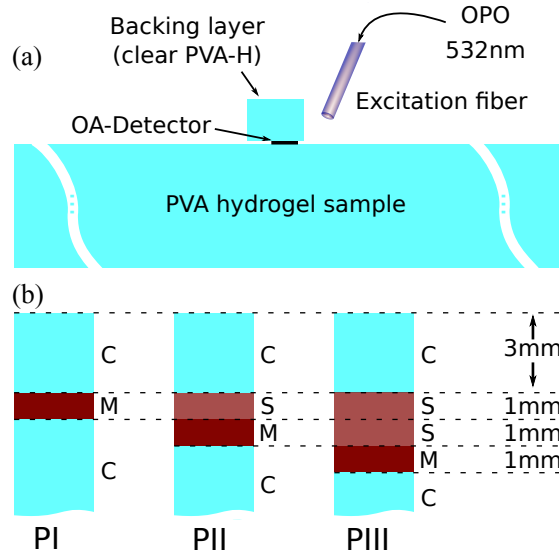 (a)
Backing layer
(clear PVA-H)
OPO
532nm
Excitation fiber
OA-Detector
PVA hydrogel sample
(b)
C
C
C
3mm
M
S
S
1mm
M
S
1mm
M
1mm
C
C
C
PI
PII
PIII